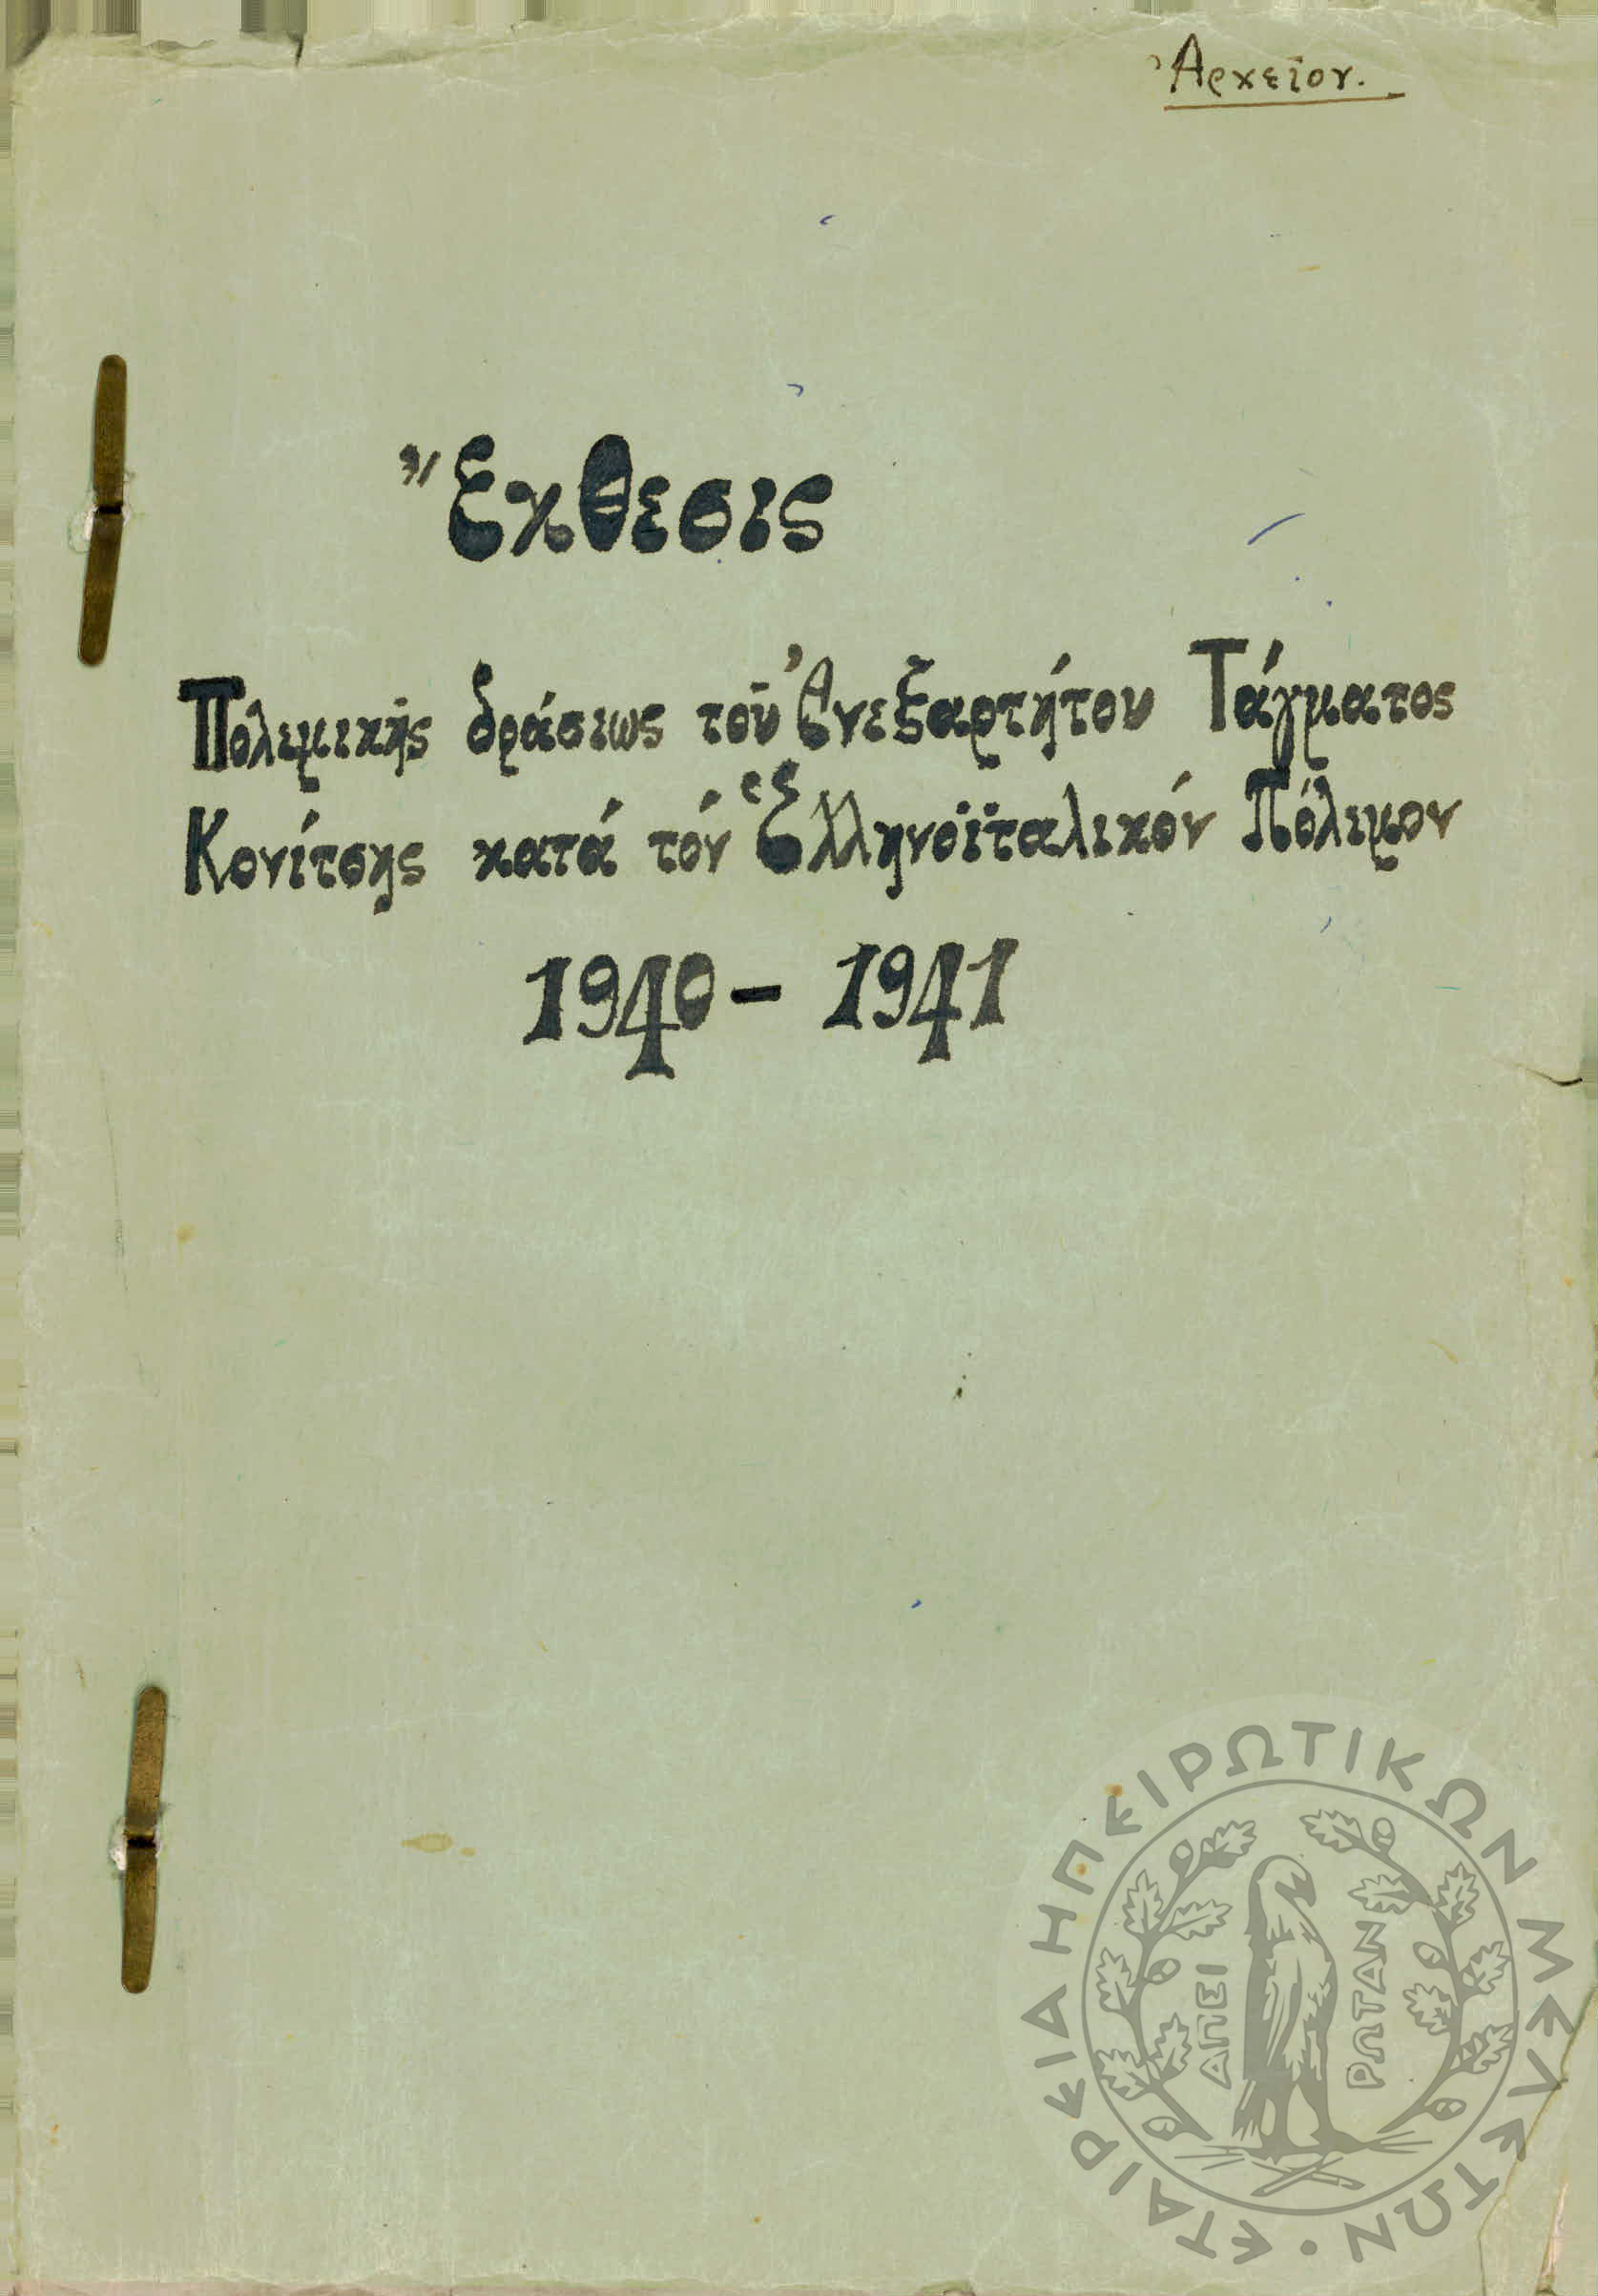 Ἀρχεῖον.
Ἔκθεσις
Πολεμικῆς δράσεως τοῦ Ἀνεξαρτήτου Τάγματος
Κονίτσης κατά τόν Ἑλληνοϊταλικόν Πόλεμον
1940 - 1941
ΕΤΑΙΡΕΙΑ ΗΠΕΙΡΩΤΙΚΩΝ ΜΕΛΕΤΩΝ •
ΑΠΕΙ
ΡΩΤΑΝ